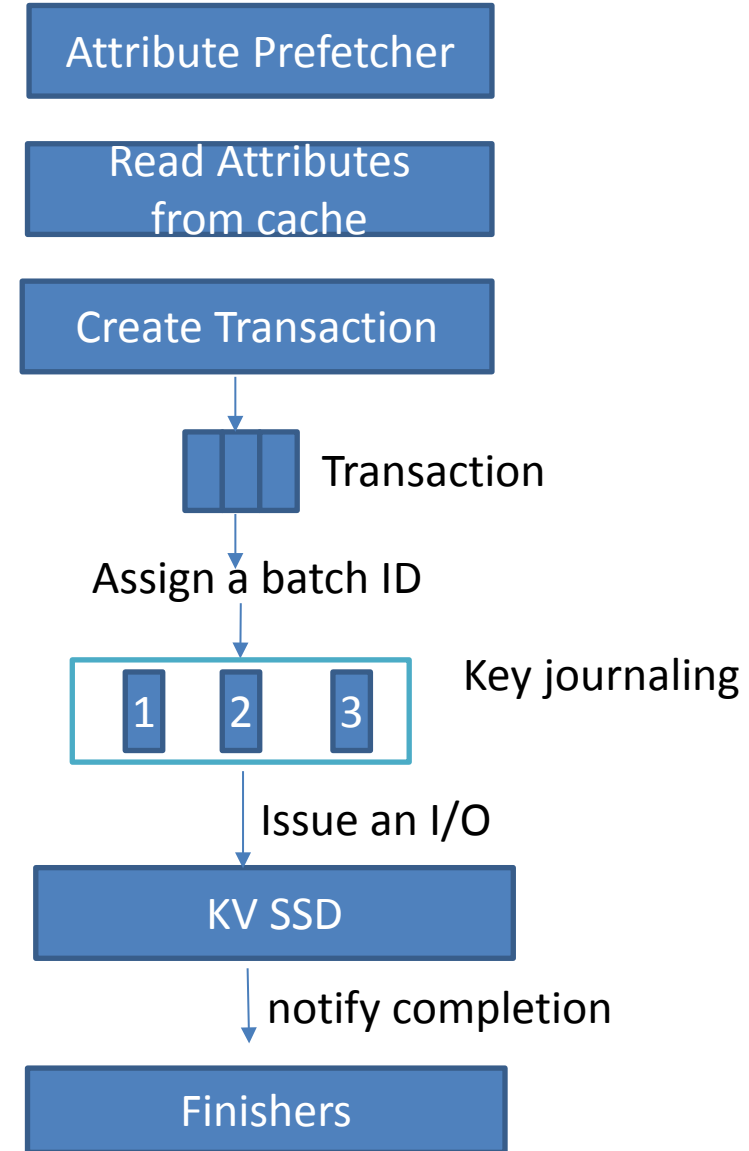 Attribute Prefetcher
Read Attributes
from cache
Create Transaction
Transaction
Assign a batch ID
Key journaling
1 2 3
Issue an I/O
KV SSD
notify completion
Finishers